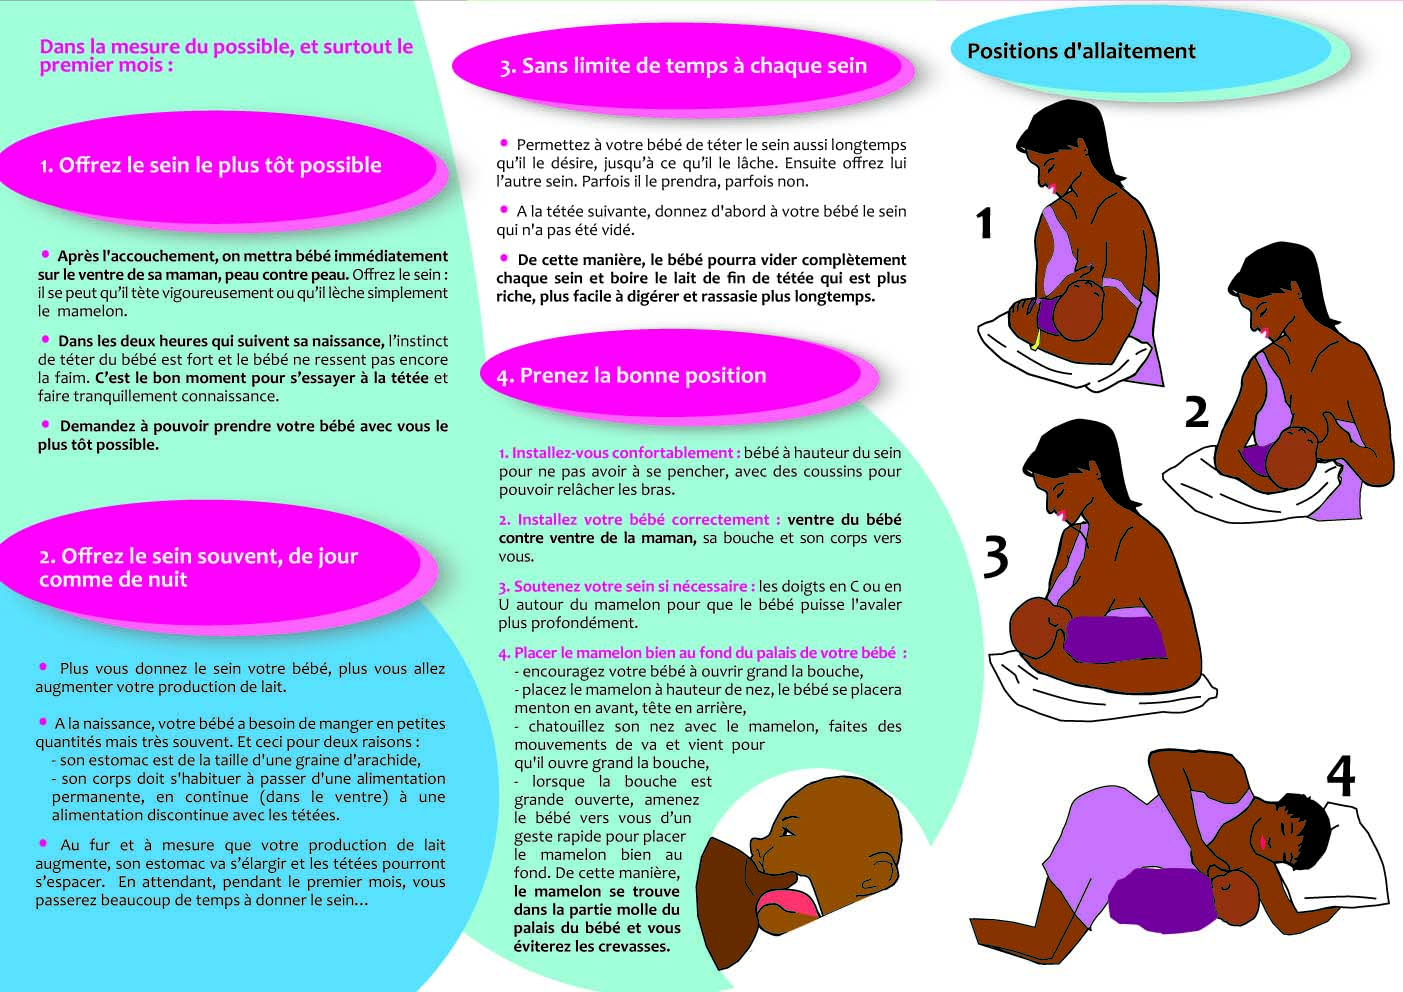 Dans la mesure du possible, et surtout le
premier mois :
1. Offrez le sein le plus tôt possible
• Après l'accouchement, on mettra bébé immédiatement
sur le ventre de sa maman, peau contre peau. Offrez le sein :
il se peut qu'il tète vigoureusement ou qu'il lèche simplement
le mamelon.
• Dans les deux heures qui suivent sa naissance, l'instinct
de téter du bébé est fort et le bébé ne ressent pas encore
la faim. C'est le bon moment pour s'essayer à la tétée et
faire tranquillement connaissance.
• Demandez à pouvoir prendre votre bébé avec vous le
plus tôt possible.
2. Offrez le sein souvent, de jour
comme de nuit
• Plus vous donnez le sein votre bébé, plus vous allez
augmenter votre production de lait.
• A la naissance, votre bébé a besoin de manger en petites
quantités mais très souvent. Et ceci pour deux raisons :
- son estomac est de la taille d'une graine d'arachide,
- son corps doit s'habituer à passer d'une alimentation
permanente, en continue (dans le ventre) à une
alimentation discontinue avec les tétées.
• Au fur et à mesure que votre production de lait
augmente, son estomac va s'élargir et les tétées pourront
s'espacer. En attendant, pendant le premier mois, vous
passerez beaucoup de temps à donner le sein...
3. Sans limite de temps à chaque sein
• Permettez à votre bébé de téter le sein aussi longtemps
qu'il le désire, jusqu'à ce qu'il le lâche. Ensuite offrez lui
l'autre sein. Parfois il le prendra, parfois non.
• A la tétée suivante, donnez d'abord à votre bébé le sein
qui n'a pas été vidé.
• De cette manière, le bébé pourra vider complètement
chaque sein et boire le lait de fin de tétée qui est plus
riche, plus facile à digérer et rassasie plus longtemps.
4. Prenez la bonne position
1. Installez-vous confortablement : bébé à hauteur du sein
pour ne pas avoir à se pencher, avec des coussins pour
pouvoir relâcher les bras.
2. Installez votre bébé correctement : ventre du bébé
contre ventre de la maman, sa bouche et son corps vers
vous.
3. Soutenez votre sein si nécessaire : les doigts en C ou en
U autour du mamelon pour que le bébé puisse l'avaler
plus profondément.
4. Placer le mamelon bien au fond du palais de votre bébé :
- encouragez votre bébé à ouvrir grand la bouche,
- placez le mamelon à hauteur de nez, le bébé se placera
menton en avant, tête en arrière,
- chatouillez son nez avec le mamelon, faites des
mouvements de va et vient pour
qu'il ouvre grand la bouche,
- lorsque la bouche est
grande ouverte, amenez
le bébé vers vous d'un
geste rapide pour placer
le mamelon bien au
fond. De cette manière,
le mamelon se trouve
dans la partie molle du
palais du bébé et vous
éviterez les crevasses.
Positions d'allaitement
1
2
3
4